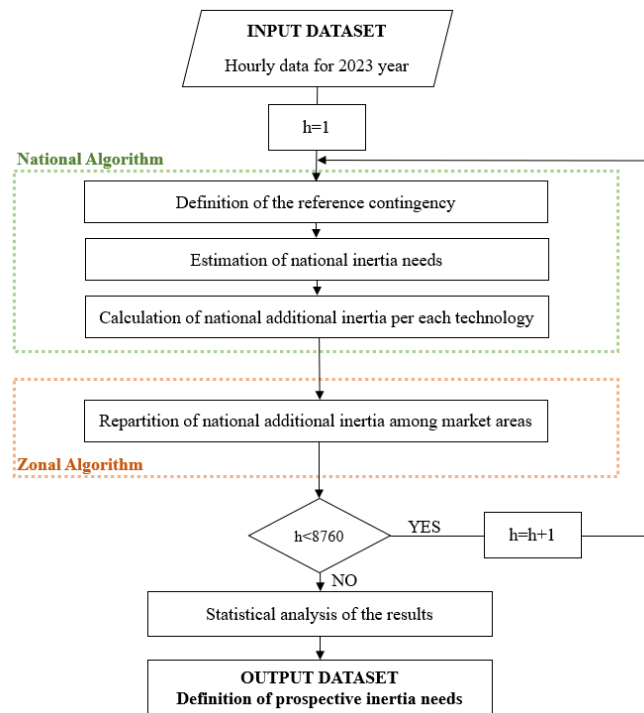 INPUT DATASET
Hourly data for 2023 year
h=1
National Algorithm
Definition of the reference contingency
Estimation of national inertia needs
Calculation of national additional inertia per each technology
Repartition of national additional inertia among market areas
Zonal Algorithm
h<8760
YES
h=h+1
NO
Statistical analysis of the results
OUTPUT DATASET
Definition of prospective inertia needs